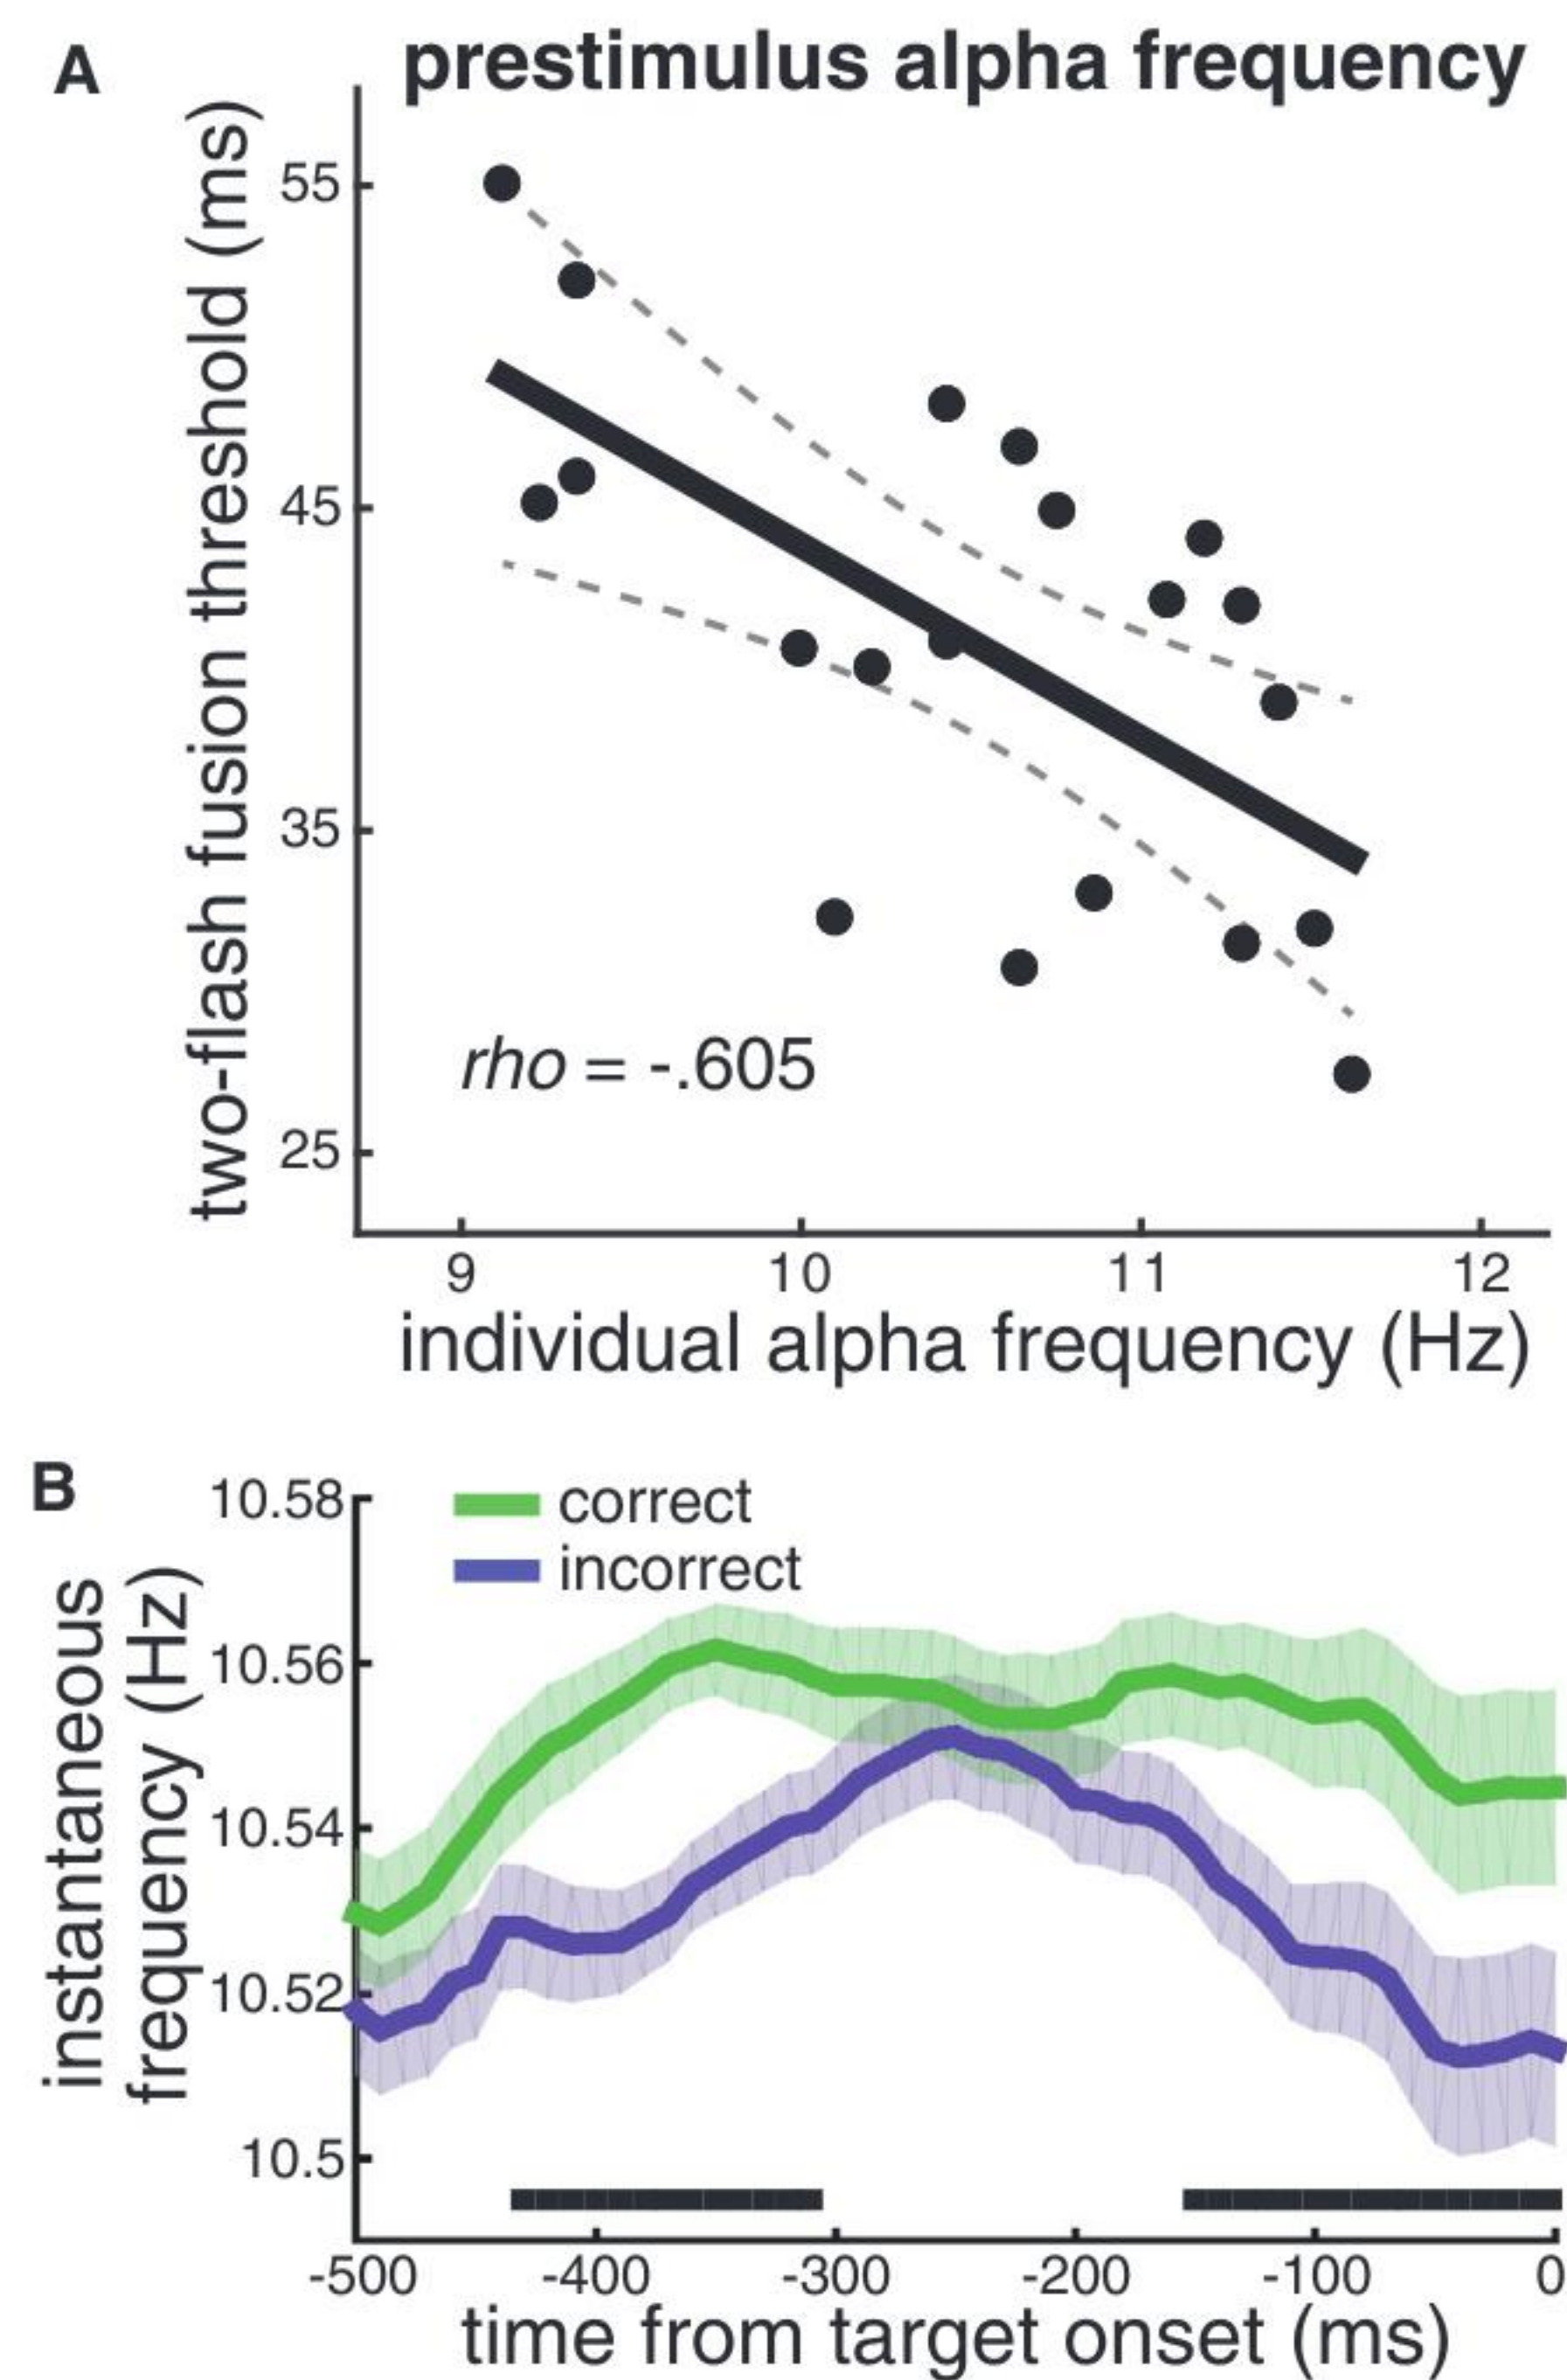 A
prestimulus alpha frequency
two-flash fusion threshold (ms)
55
45
35
25
rho = -.605
9 10 11 12
individual alpha frequency (Hz)
B
instantaneous
frequency (Hz)
10.58
10.56
10.54
10.52
10.5
correct
incorrect
-500 -400 -300 -200 -100 0
time from target onset (ms)